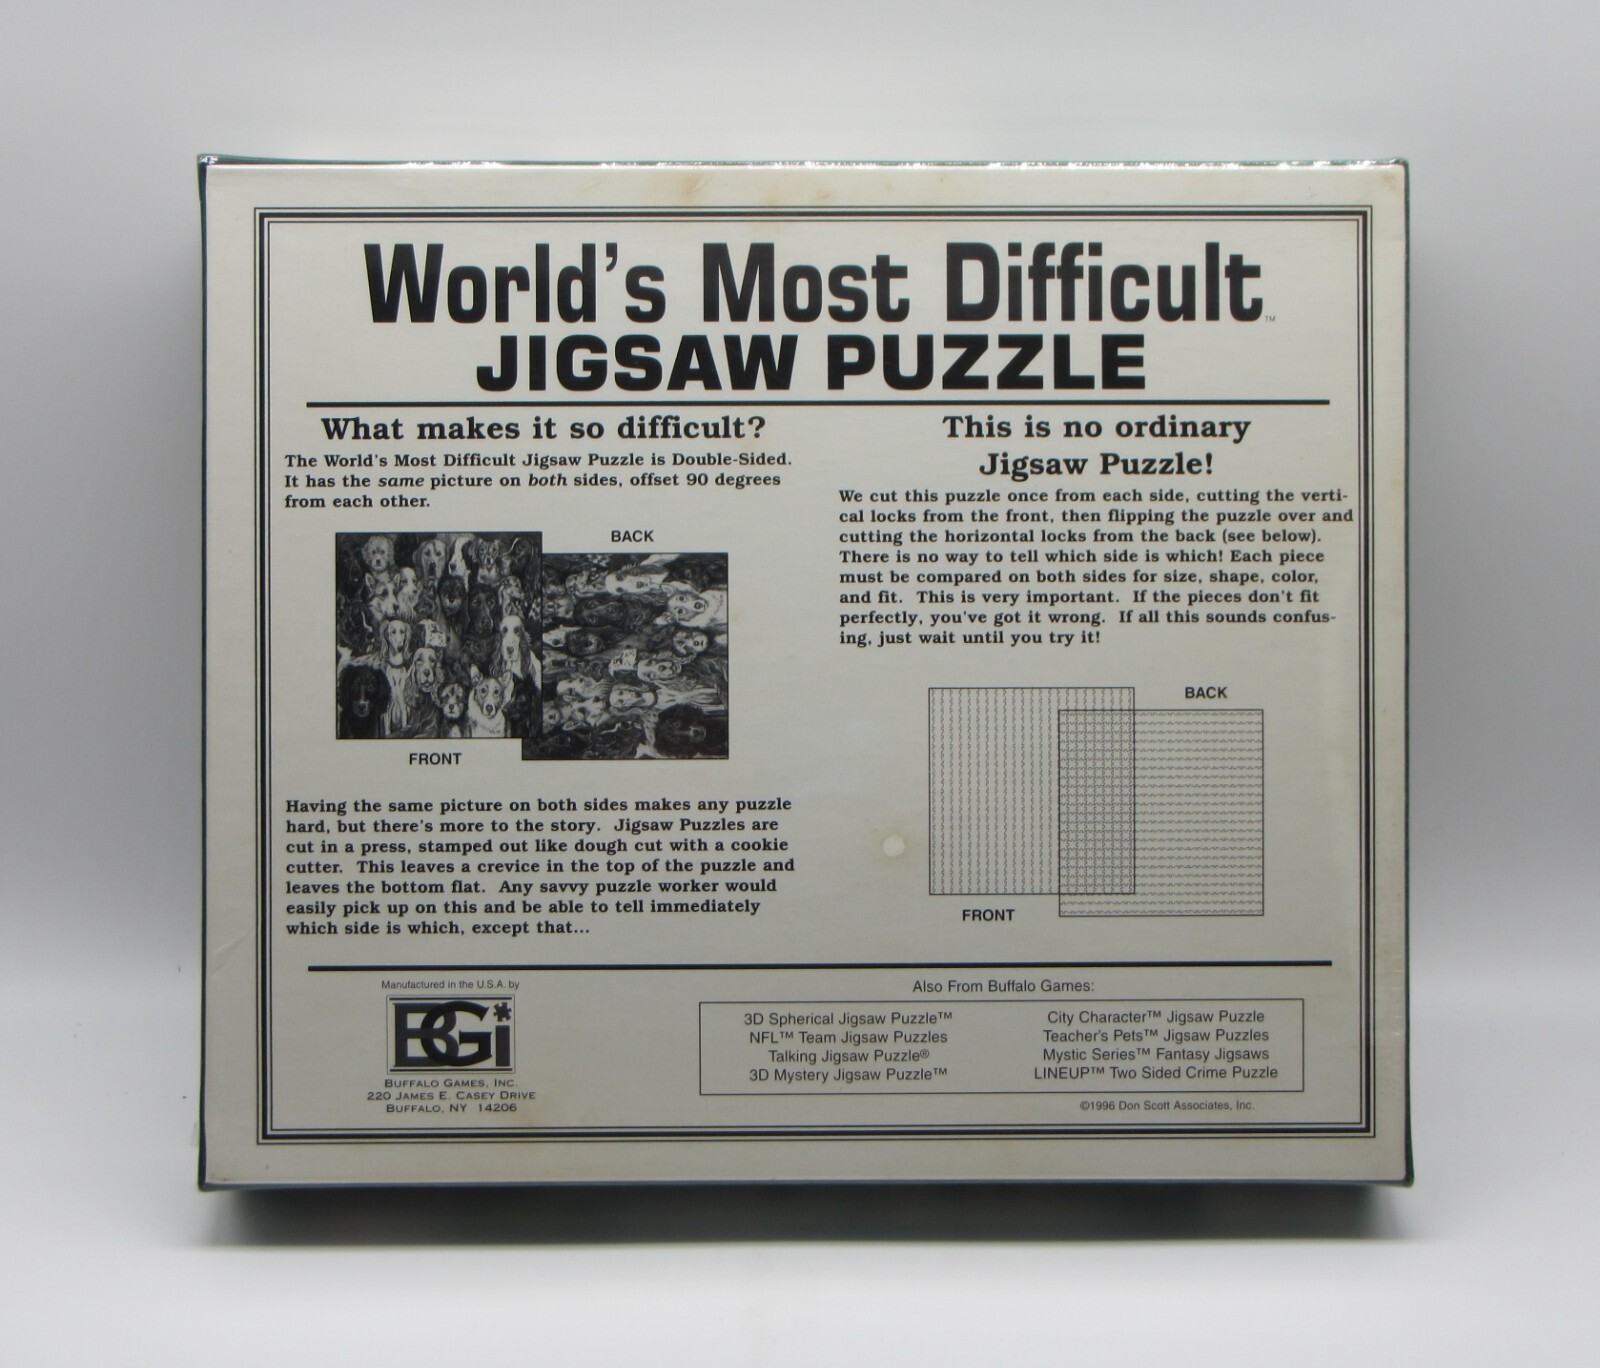 World's Most Difficult™
JIGSAW PUZZLE
What makes it so difficult?
The World's Most Difficult Jigsaw Puzzle is Double-Sided.
It has the same picture on both sides, offset 90 degrees
from each other.
BACK
FRONT
Having the same picture on both sides makes any puzzle
hard, but there's more to the story. Jigsaw Puzzles are
cut in a press, stamped out like dough cut with a cookie
cutter. This leaves a crevice in the top of the puzzle and
leaves the bottom flat. Any savvy puzzle worker would
easily pick up on this and be able to tell immediately
which side is which, except that...
This is no ordinary
Jigsaw Puzzle!
We cut this puzzle once from each side, cutting the verti-
cal locks from the front, then flipping the puzzle over and
cutting the horizontal locks from the back (see below).
There is no way to tell which side is which! Each piece
must be compared on both sides for size, shape, color,
and fit. This is very important. If the pieces don't fit
perfectly, you've got it wrong. If all this sounds confus-
ing, just wait until you try it!
BACK
FRONT
Manufactured in the U.S.A. by
BGi
BUFFALO GAMES, INC.
220 JAMES E. CASEY DRIVE
BUFFALO, NY 14206
Also From Buffalo Games:
3D Spherical Jigsaw Puzzle™
NFL™ Team Jigsaw Puzzles
Talking Jigsaw Puzzle®
3D Mystery Jigsaw Puzzle™
City Character™ Jigsaw Puzzle
Teacher's Pets™ Jigsaw Puzzles
Mystic Series™ Fantasy Jigsaws
LINEUP™ Two Sided Crime Puzzle
©1996 Don Scott Associates, Inc.